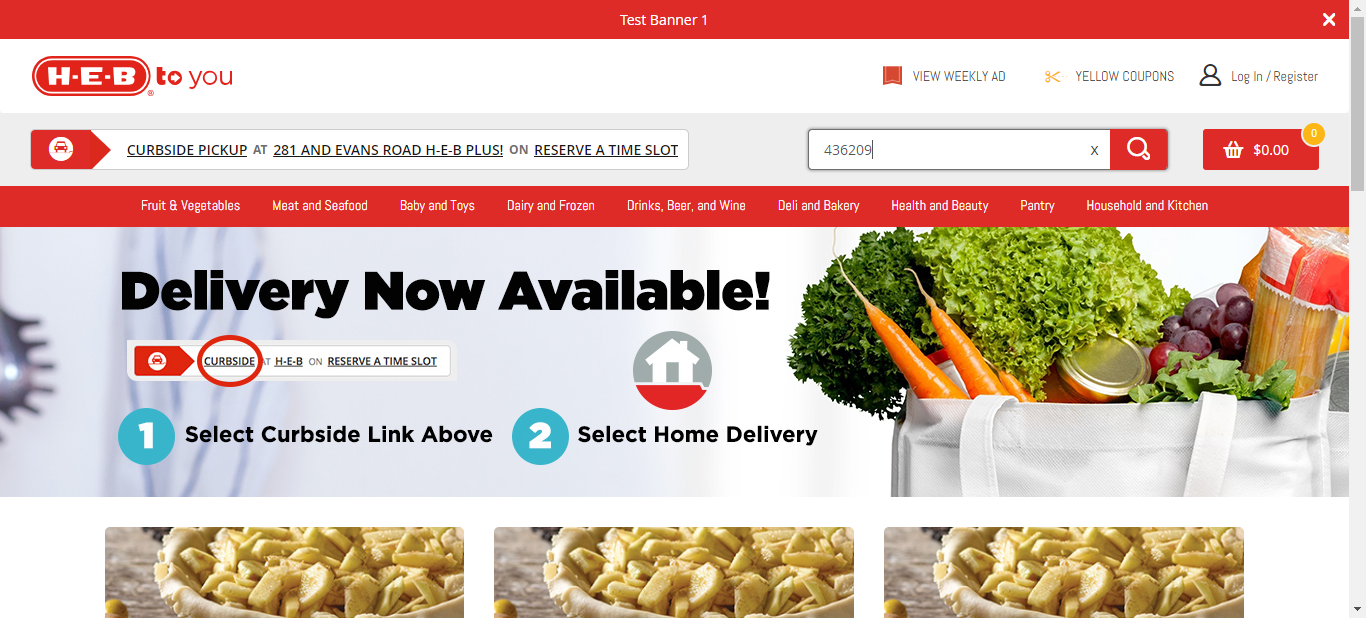 Test Banner 1
H-E-B to you
VIEW WEEKLY AD
YELLOW COUPONS
Log In / Register
CURBSIDE PICKUP AT 281 AND EVANS ROAD H-E-B PLUS! ON RESERVE A TIME SLOT
436209 X
0
$0.00
Fruit & Vegetables Meat and Seafood Baby and Toys Dairy and Frozen Drinks, Beer, and Wine Deli and Bakery Health and Beauty Pantry Household and Kitchen
Delivery Now Available!
CURBSIDE AT H-E-B ON RESERVE A TIME SLOT
1 Select Curbside Link Above 2 Select Home Delivery